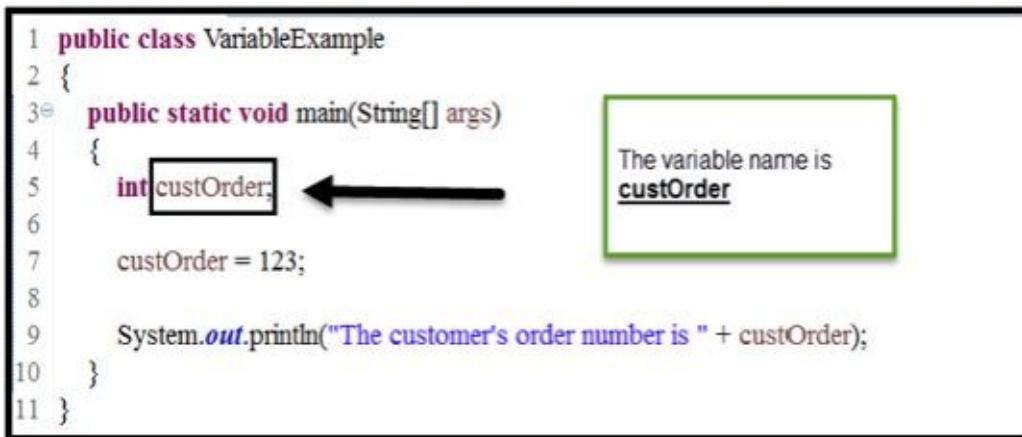 1 public class VariableExample
2 {
3 public static void main(String[] args)
4 {
5 int custOrder;
6
7 custOrder = 123;
8
9 System.out.println("The customer's order number is " + custOrder);
10 }
11 }
The variable name is
custOrder